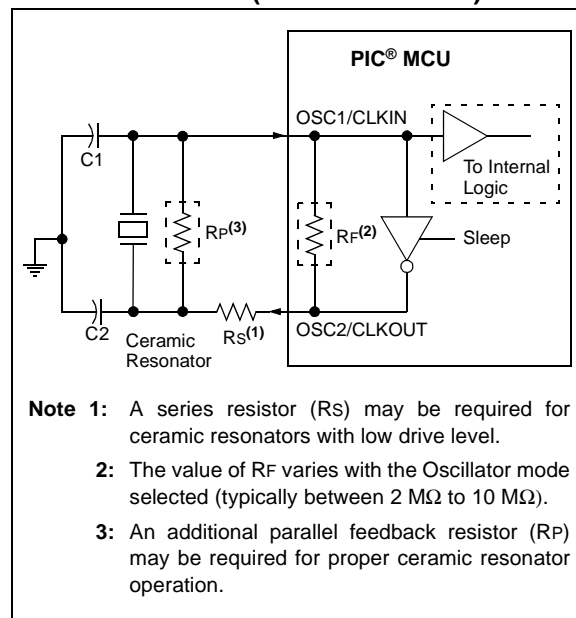 PIC® MCU
OSC1/CLKIN
C1
To Internal
Logic
RP(3)
RF(2)
Sleep
C2
Ceramic
Resonator
RS(1)
OSC2/CLKOUT
Note 1: A series resistor (RS) may be required for
ceramic resonators with low drive level.
2: The value of RF varies with the Oscillator mode
selected (typically between 2 MΩ to 10 MΩ).
3: An additional parallel feedback resistor (RP)
may be required for proper ceramic resonator
operation.